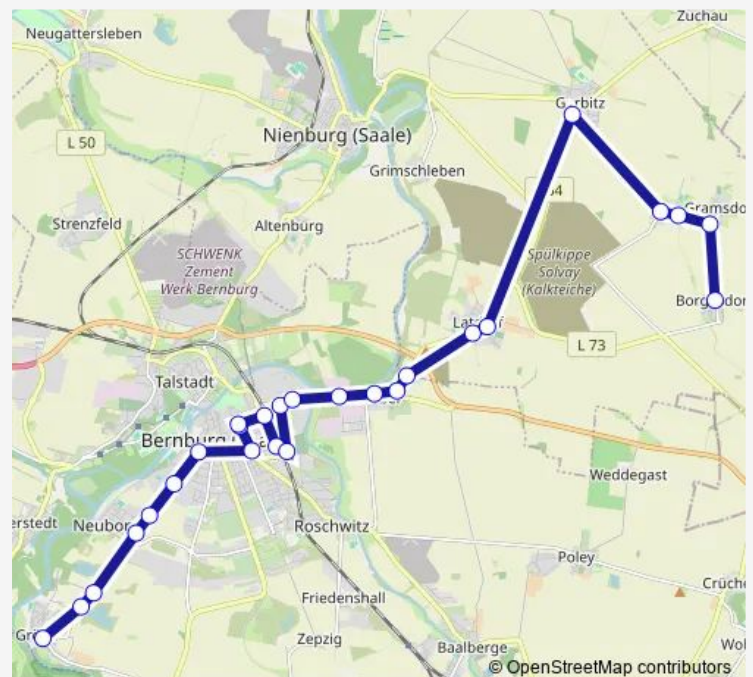 Zuchau
Neugattersleben
L 50
Nienburg (Saale)
Grimschleben
Strenzfeld
Altenburg
SCHWENK
Zement
Werk Bernburg
Spülkippe
Solvay
(Kalkteiche)
L 73
Talstadt
Bernburg
Weddegast
Roschwitz
Poley
Friedenshall
Zepzig
Baalberge
© OpenStreetMap contributors